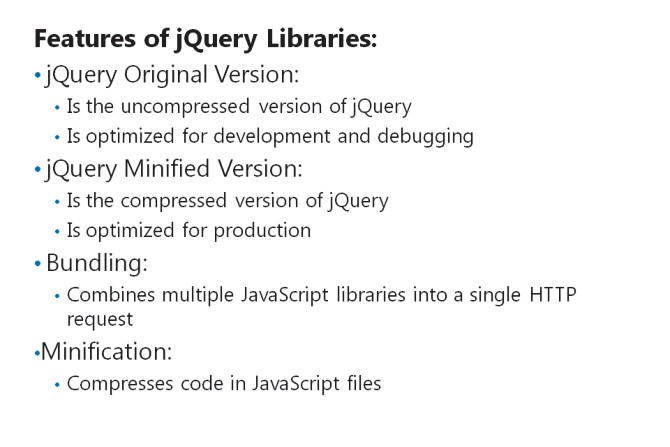 Features of jQuery Libraries:
• jQuery Original Version:
• Is the uncompressed version of jQuery
• Is optimized for development and debugging
• jQuery Minified Version:
• Is the compressed version of jQuery
• Is optimized for production
• Bundling:
• Combines multiple JavaScript libraries into a single HTTP
request
•Minification:
• Compresses code in JavaScript files